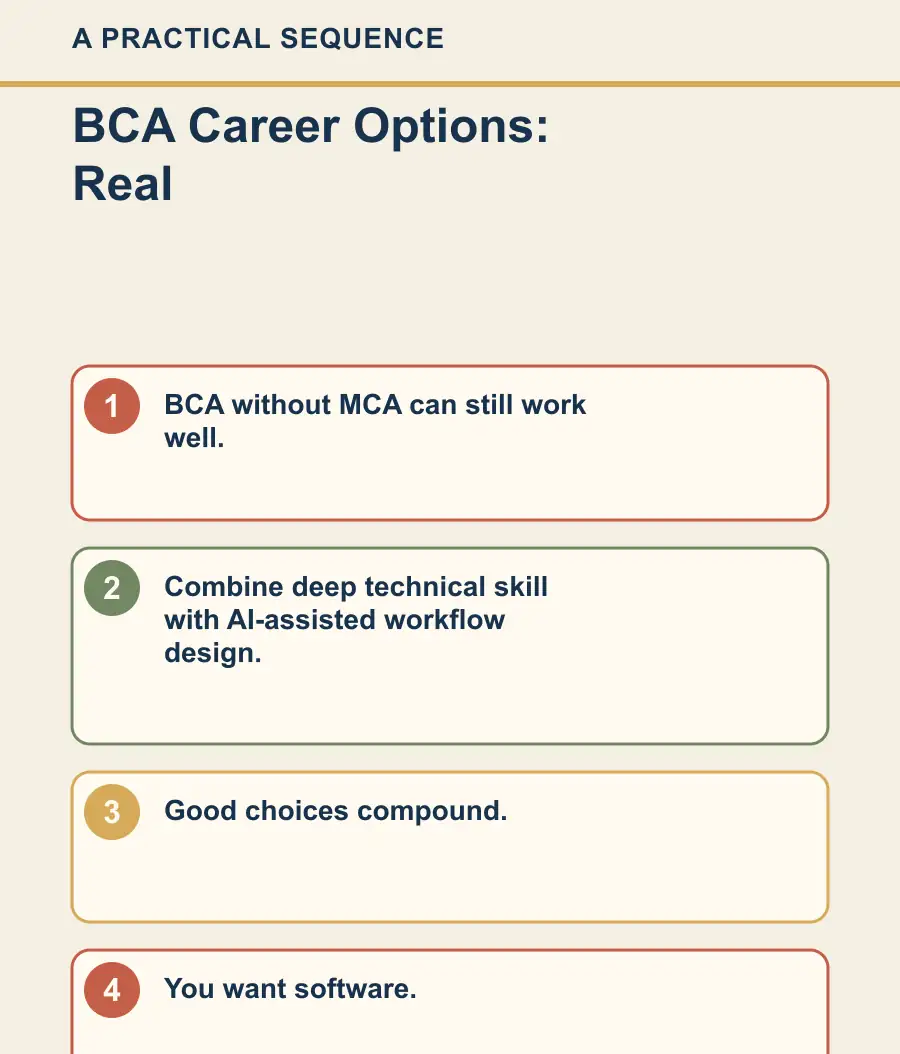 A PRACTICAL SEQUENCE
BCA Career Options:
Real
1
BCA without MCA can still work
well.
2
Combine deep technical skill
with AI-assisted workflow
design.
3
Good choices compound.
4
You want software.